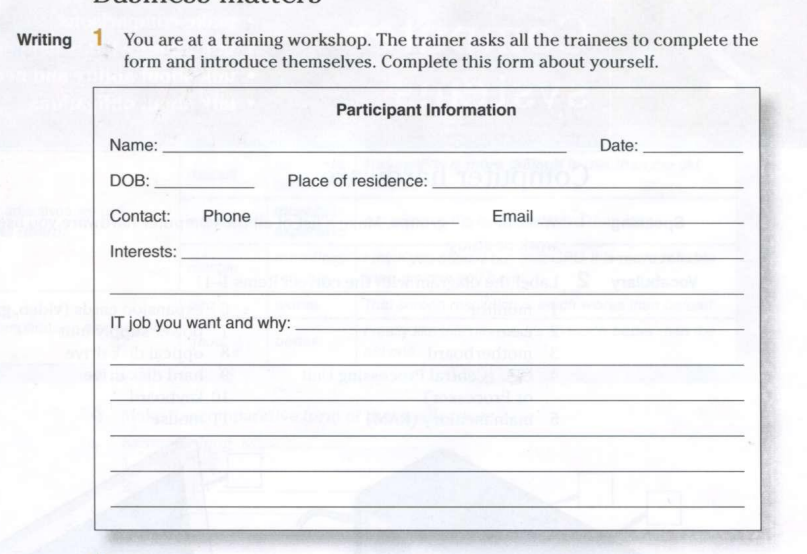 Business matters
Writing 1 You are at a training workshop. The trainer asks all the trainees to complete the
form and introduce themselves. Complete this form about yourself.
Participant Information
Name: Date:
DOB: Place of residence:
Contact: Phone Email
Interests:
IT job you want and why: